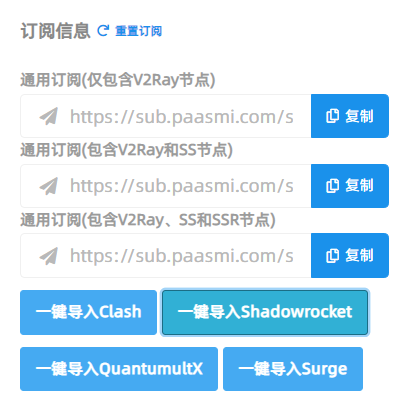 订阅信息 重置订阅
通用订阅(仅包含V2Ray节点)
https://sub.paasmi.com/s 复制
通用订阅(包含V2Ray和SS节点)
https://sub.paasmi.com/s 复制
通用订阅(包含V2Ray、SS和SSR节点)
https://sub.paasmi.com/s 复制
一键导入Clash 一键导入Shadowrocket
一键导入QuantumultX 一键导入Surge